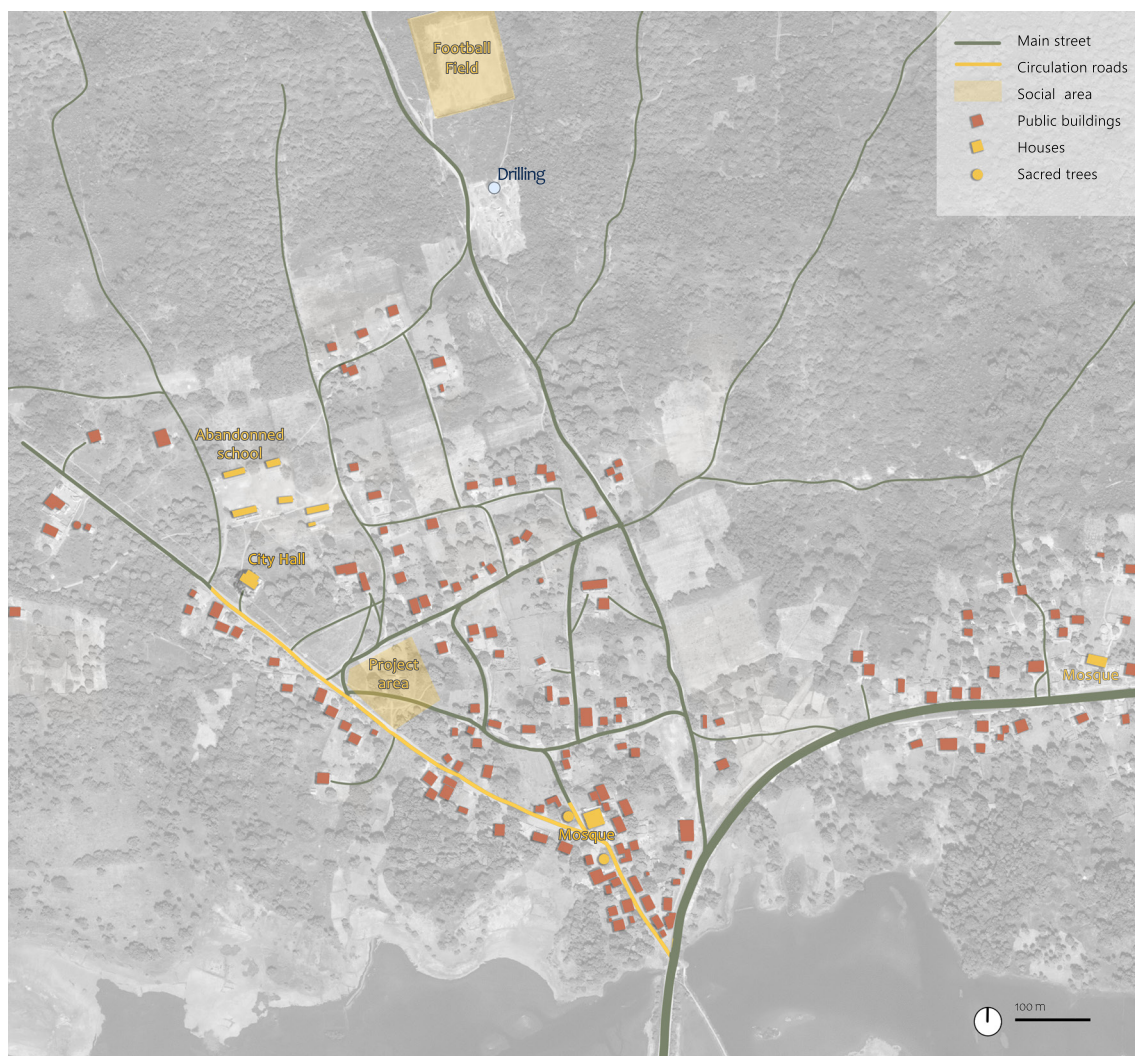 Football
Field
Main street
Circulation roads
Social area
Public buildings
Houses
Sacred trees
Drilling
Abandonned
school
City Hall
Project
area
Mosque
Mosque
100 m